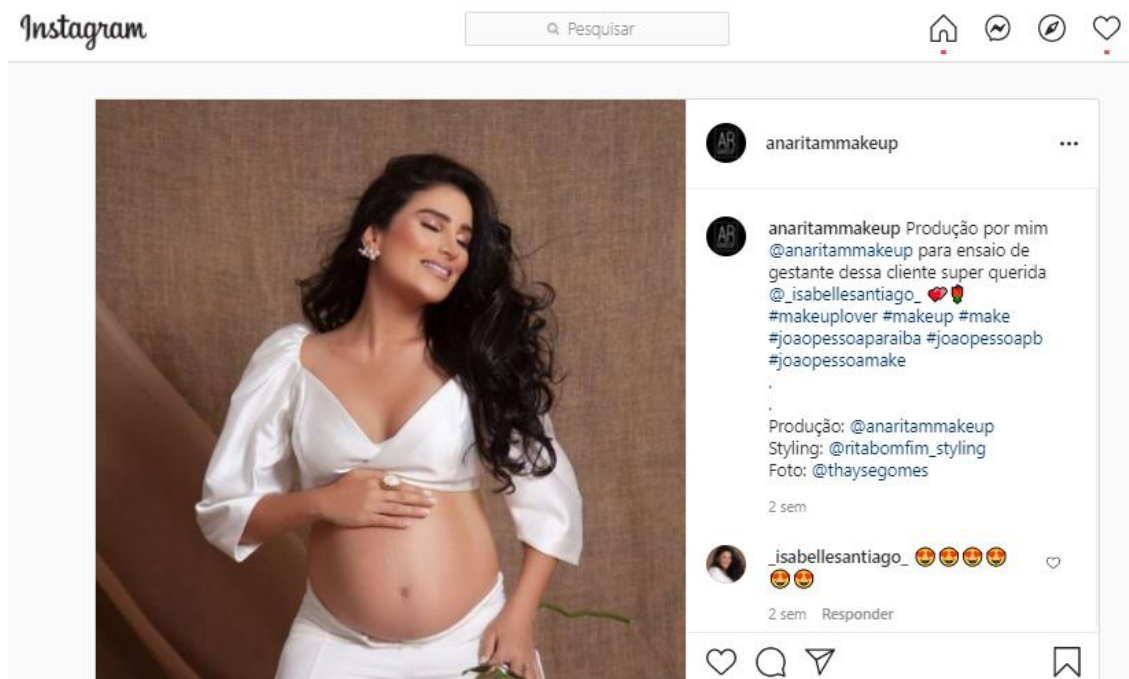 Instagram
Pesquisar
anaritammakeup
anaritammakeup Produção por mim
@anaritammakeup para ensaio de
gestante dessa cliente super querida
@_isabellesantiago_ 💕🌹
#makeuplover #makeup #make
#joaopessoaparaiba #joaopessoapb
#joaopessoamake
.
.
Produção: @anaritammakeup
Styling: @ritabomfim_styling
Foto: @thaysegomes
2 sem
_isabellesantiago_ 😍😍😍😍
😍😍
2 sem Responder